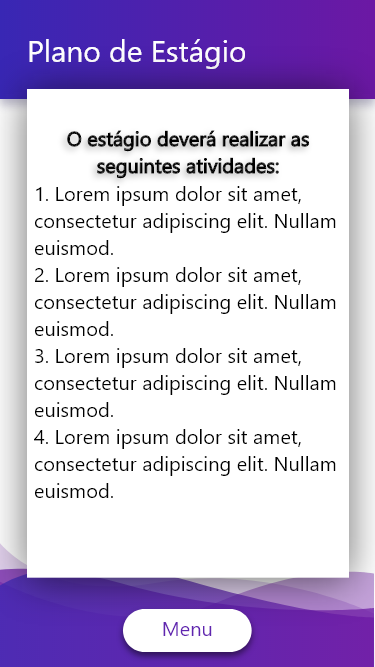 Plano de Estágio
O estágio deverá realizar as
seguintes atividades:
1. Lorem ipsum dolor sit amet,
consectetur adipiscing elit. Nullam
euismod.
2. Lorem ipsum dolor sit amet,
consectetur adipiscing elit. Nullam
euismod.
3. Lorem ipsum dolor sit amet,
consectetur adipiscing elit. Nullam
euismod.
4. Lorem ipsum dolor sit amet,
consectetur adipiscing elit. Nullam
euismod.
Menu